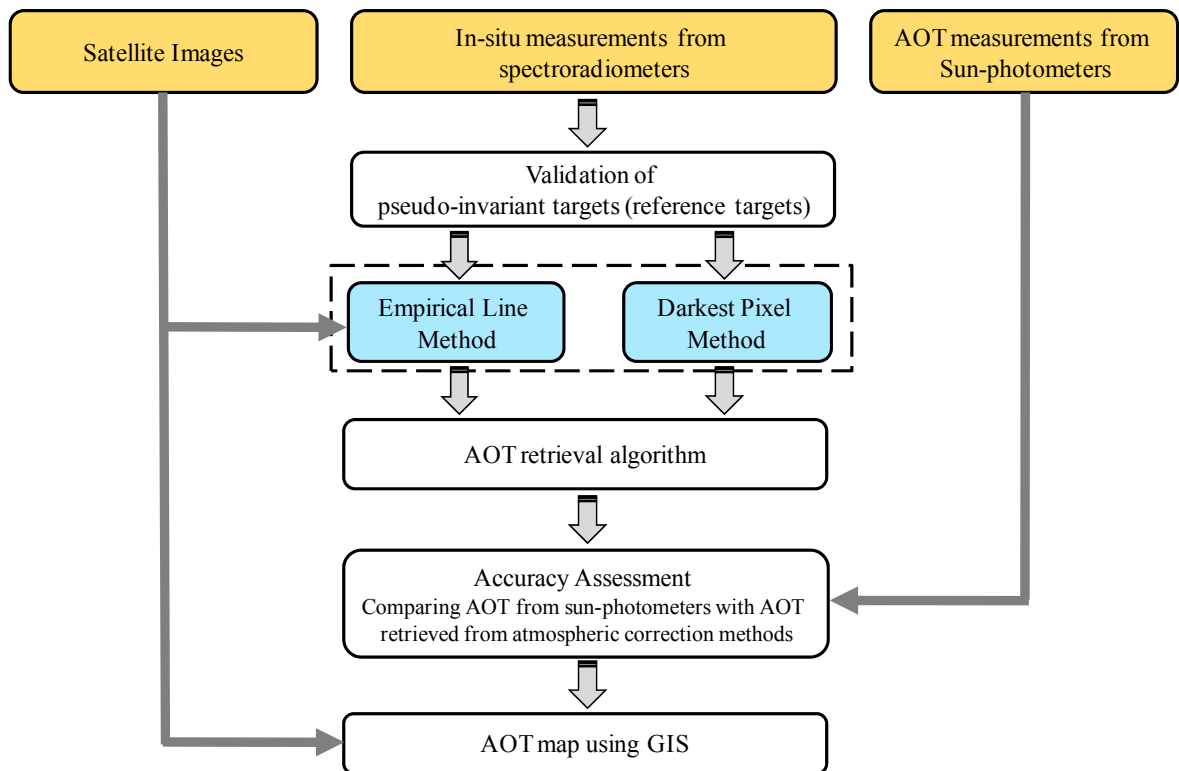 Satellite Images
In-situ measurements from
spectroradiometers
AOT measurements from
Sun-photometers
Validation of
pseudo-invariant targets (reference targets)
Empirical Line
Method
Darkest Pixel
Method
AOT retrieval algorithm
Accuracy Assessment
Comparing AOT from sun-photometers with AOT
retrieved from atmospheric correction methods
AOT map using GIS